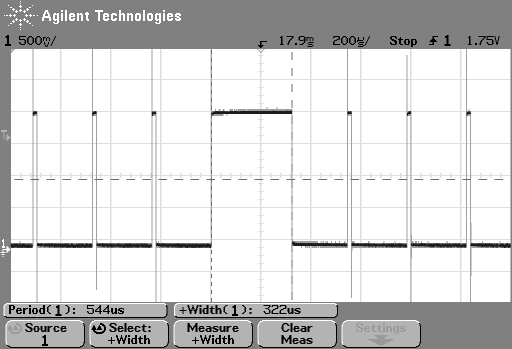 Agilent Technologies
1 500mV/ 17.9ms 200us/ Stop 1 1.75V
T
1
Period(1): 544us +Width(1): 322us
Source Select: Measure Clear Settings
1 +Width +Width Meas